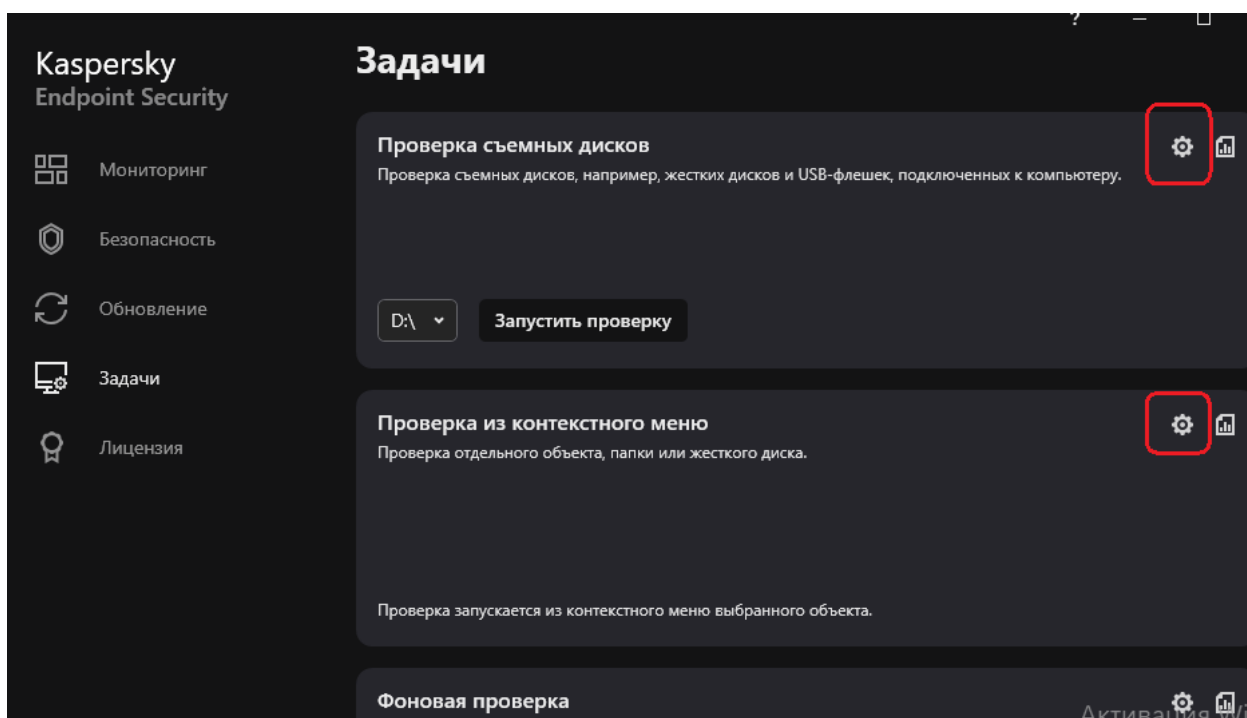 ?
Kaspersky
Endpoint Security
Мониторинг
Безопасность
Обновление
Задачи
Лицензия
Задачи
Проверка съемных дисков
Проверка съемных дисков, например, жестких дисков и USB-флешек, подключенных к компьютеру.
D:\
Запустить проверку
Проверка из контекстного меню
Проверка отдельного объекта, папки или жесткого диска.
Проверка запускается из контекстного меню выбранного объекта.
Фоновая проверка
Активация Wi